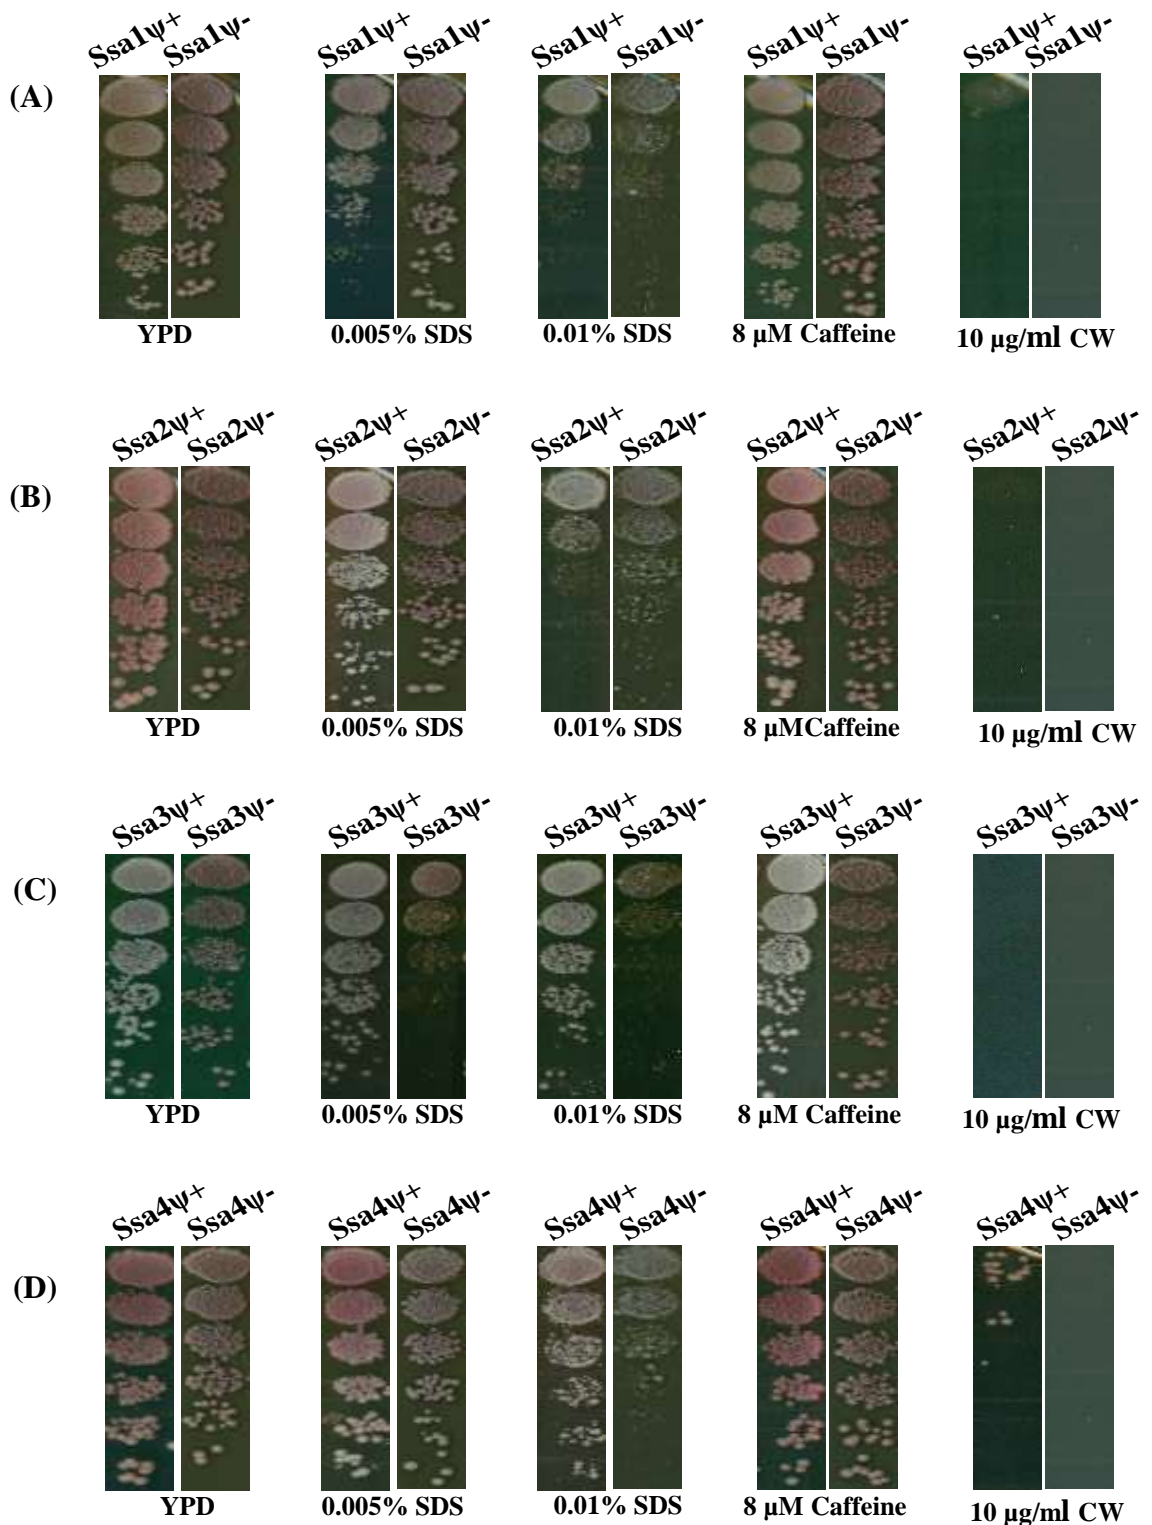 Ssa1ψ+ Ssa1ψ- Ssa1ψ+ Ssa1ψ- Ssa1ψ+ Ssa1ψ- Ssa1ψ+ Ssa1ψ- Ssa1ψ+ Ssa1ψ-
(A)
YPD 0.005% SDS 0.01% SDS 8 µM Caffeine 10 µg/ml CW
Ssa2ψ+ Ssa2ψ- Ssa2ψ+ Ssa2ψ- Ssa2ψ+ Ssa2ψ- Ssa2ψ+ Ssa2ψ- Ssa2ψ+ Ssa2ψ-
(B)
YPD 0.005% SDS 0.01% SDS 8 µMCaffeine 10 µg/ml CW
Ssa3ψ+ Ssa3ψ- Ssa3ψ+ Ssa3ψ- Ssa3ψ+ Ssa3ψ- Ssa3ψ+ Ssa3ψ- Ssa3ψ+ Ssa3ψ-
(C)
YPD 0.005% SDS 0.01% SDS 8 µM Caffeine 10 µg/ml CW
Ssa4ψ+ Ssa4ψ- Ssa4ψ+ Ssa4ψ- Ssa4ψ+ Ssa4ψ- Ssa4ψ+ Ssa4ψ- Ssa4ψ+ Ssa4ψ-
(D)
YPD 0.005% SDS 0.01% SDS 8 µM Caffeine 10 µg/ml CW